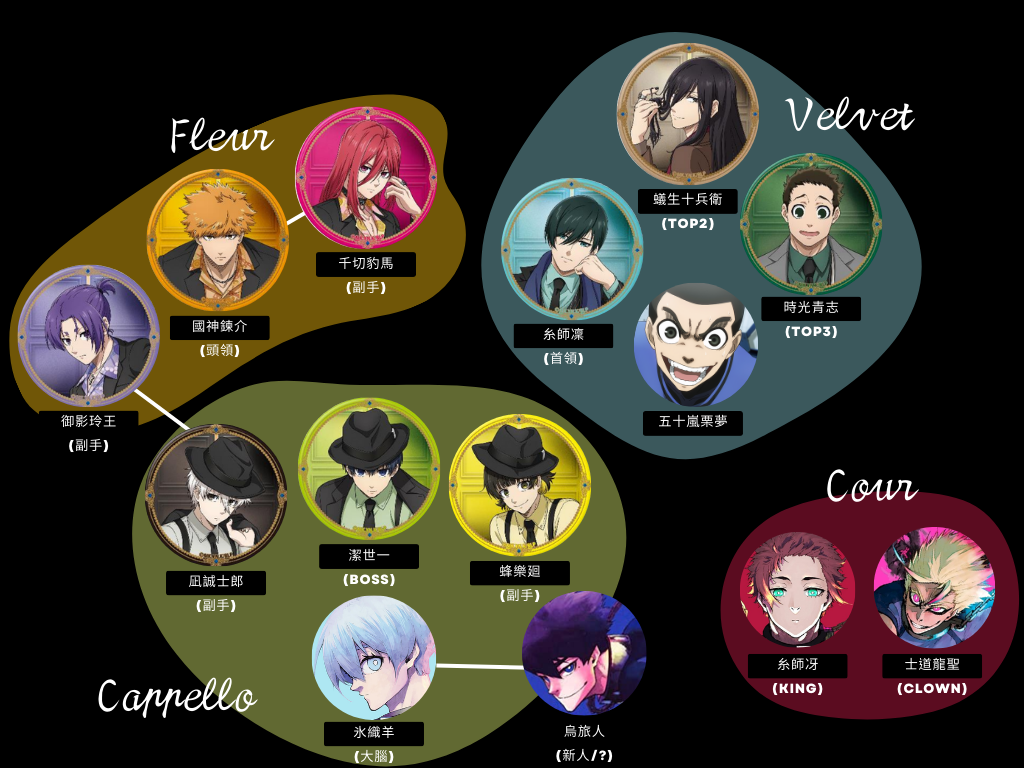 Fleur
千切豹馬
(副手)
國神鍊介
(頭領)
御影玲王
(副手)
Velvet
蟻生十兵衛
(TOP2)
時光青志
(TOP3)
糸師凛
(首領)
五十嵐栗夢
Cappello
凪誠士郎
(副手)
潔世一
(BOSS)
蜂樂廻
(副手)
氷織羊
(大腦)
烏旅人
(新人/?)
Cour
糸師冴
(KING)
士道龍聖
(CLOWN)